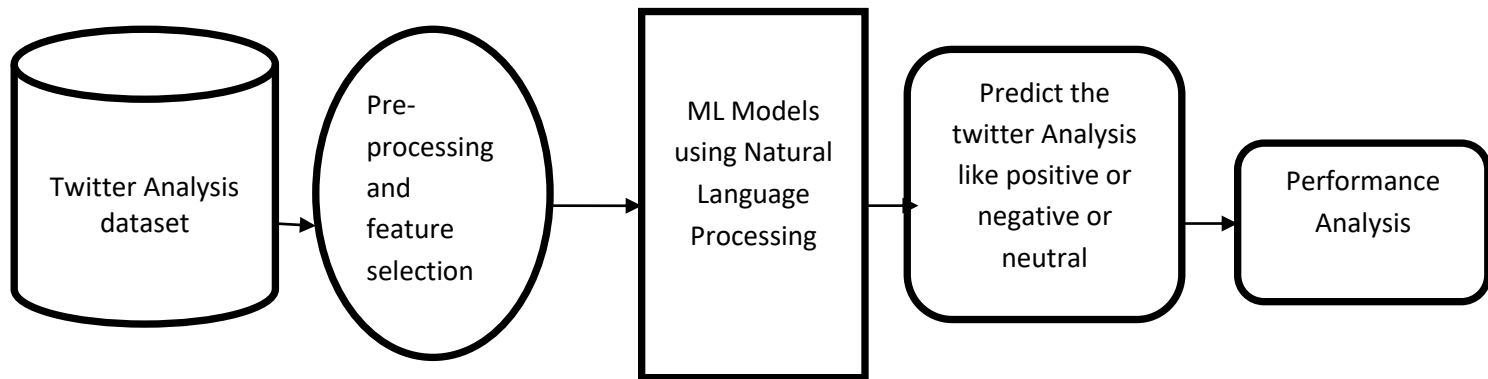 Twitter Analysis
dataset
Pre-
processing
and
feature
selection
ML Models
using Natural
Language
Processing
Predict the
twitter Analysis
like positive or
negative or
neutral
Performance
Analysis